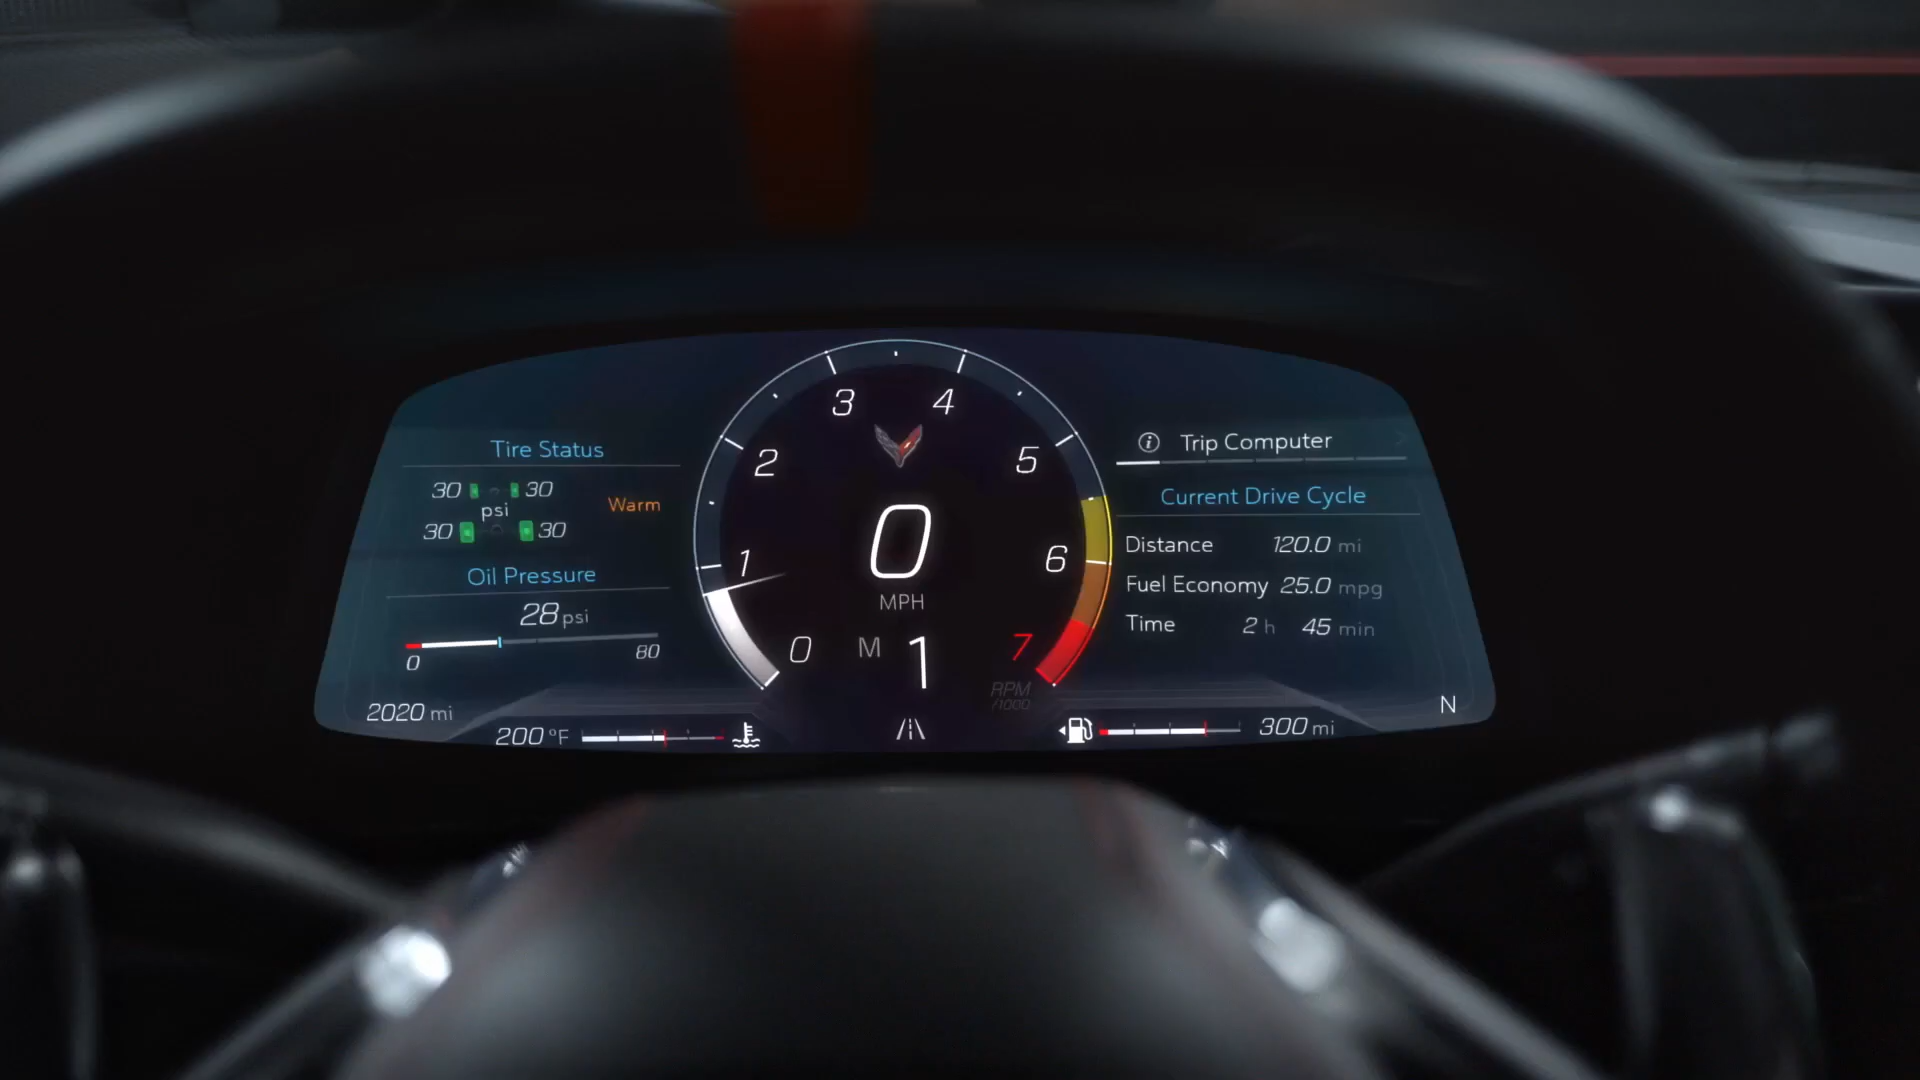 Tire Status
30 30
psi
Warm
30 30
Oil Pressure
28 psi
0 80
2020 mi
200 °F
0 1 2 3 4 5 6 7
0
MPH
M 1
RPM
/1000
Trip Computer
Current Drive Cycle
Distance 120.0 mi
Fuel Economy 25.0 mpg
Time 2 h 45 min
N
300 mi